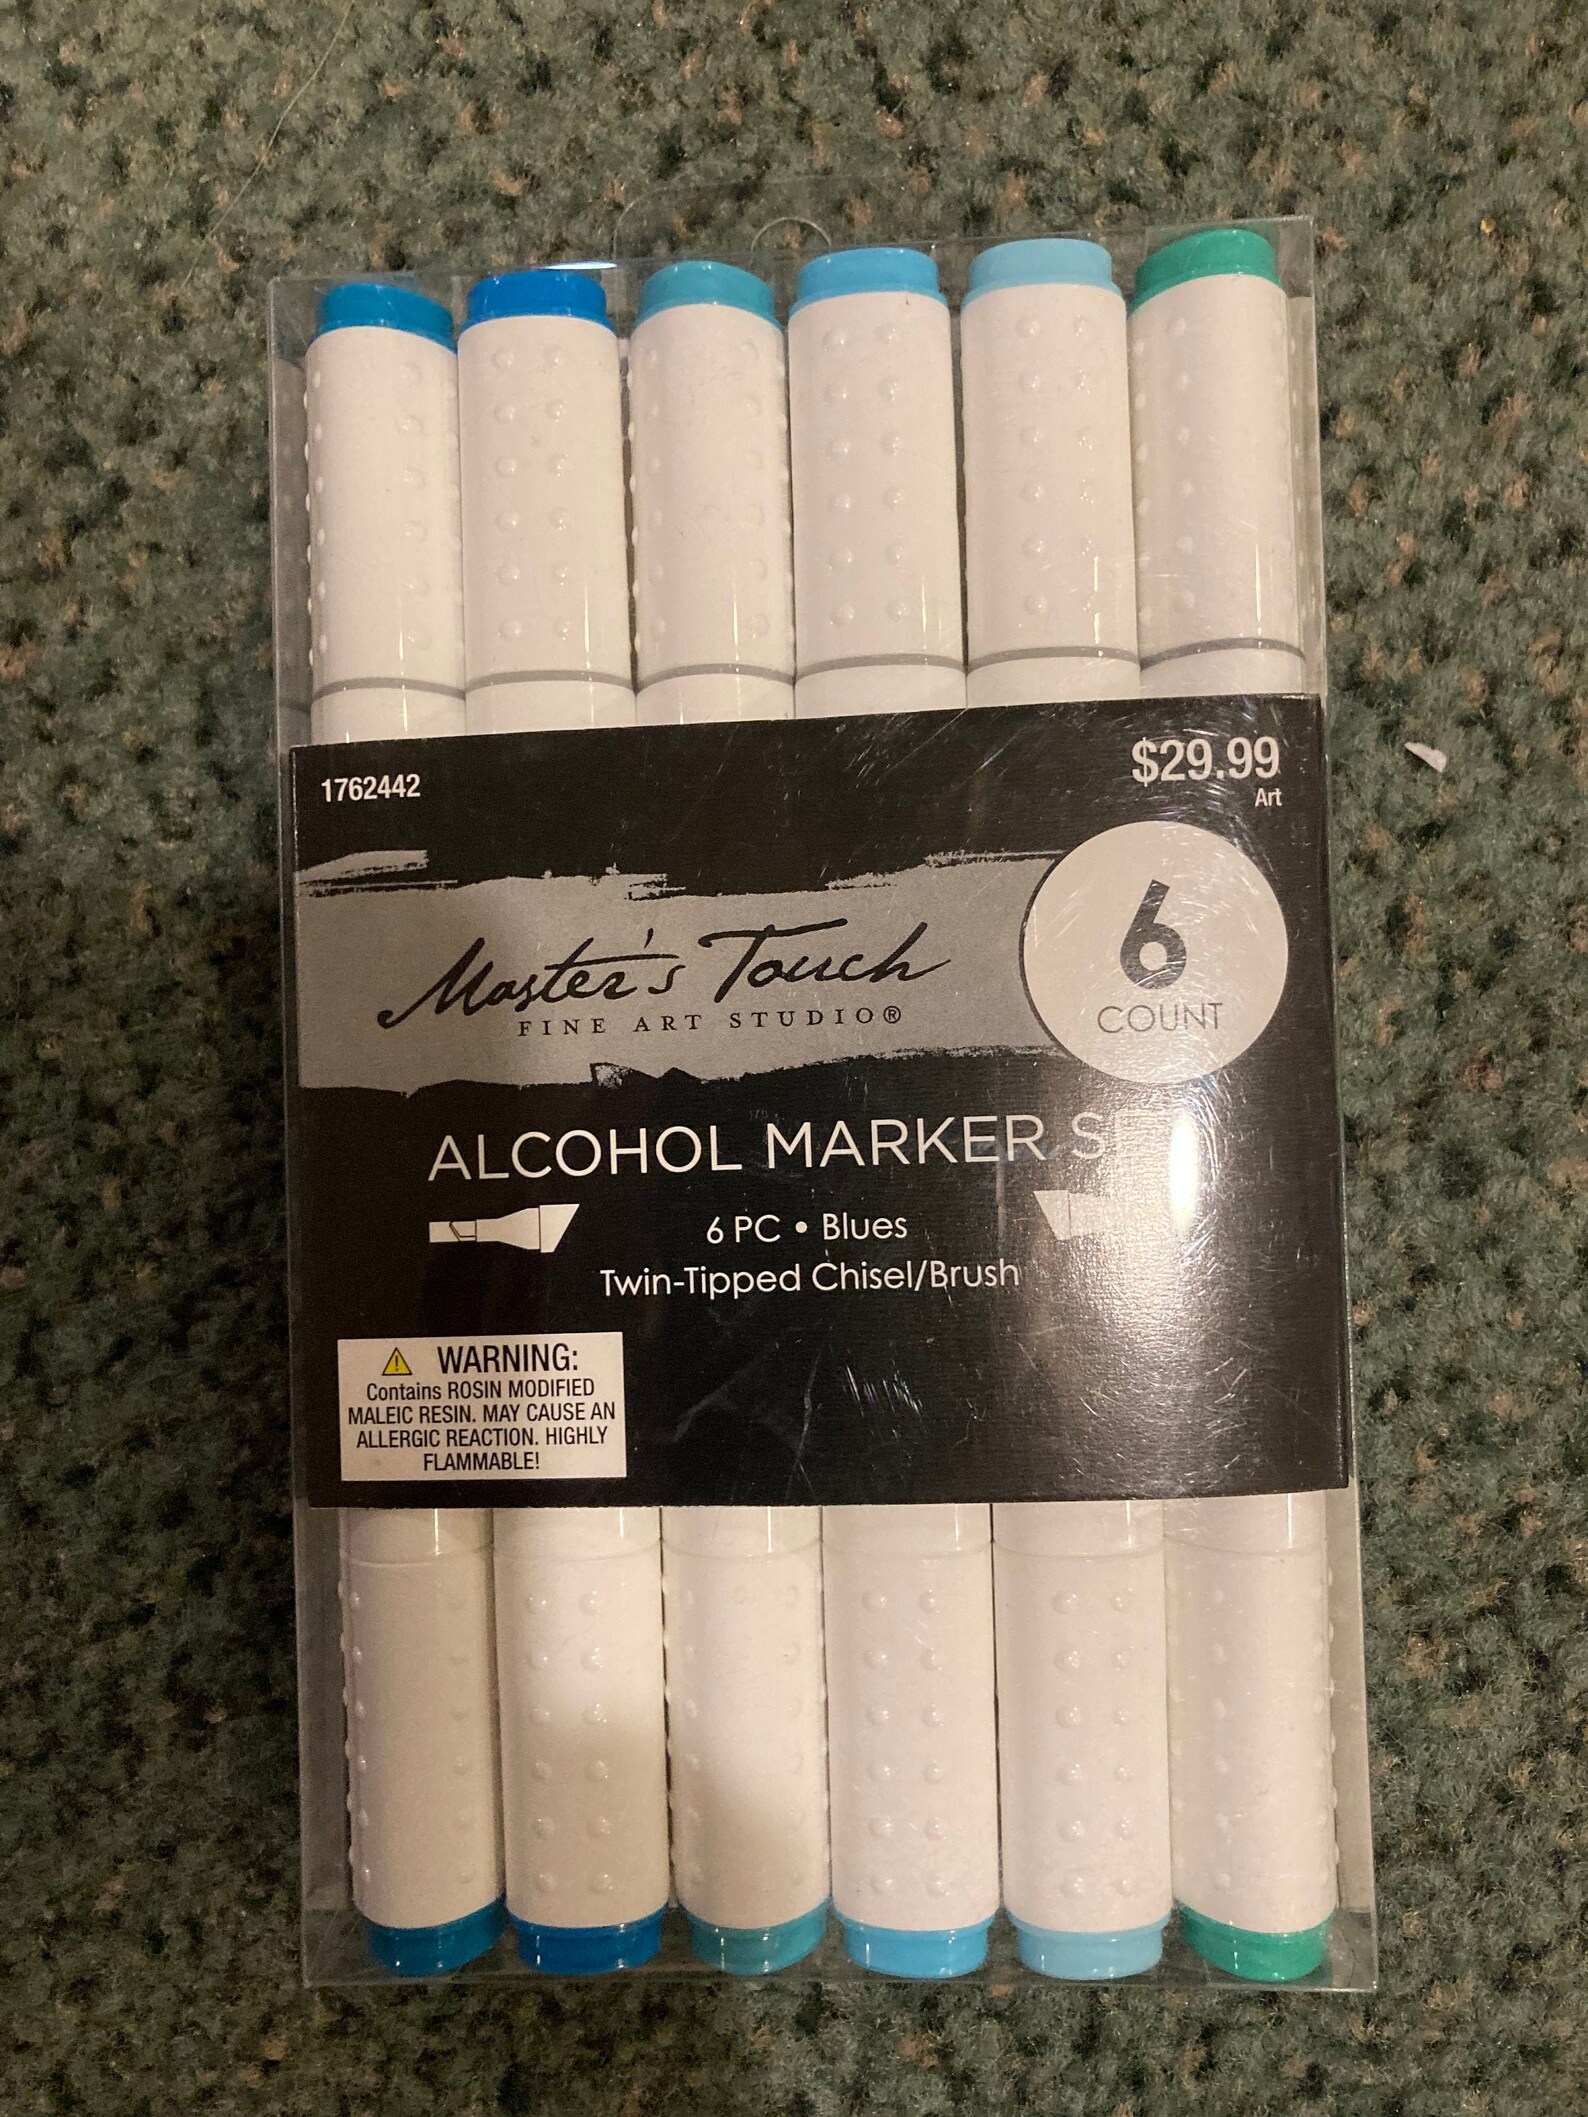 1762442
$29.99
Art
6
COUNT
Master's Touch
FINE ART STUDIO®
ALCOHOL MARKER
6 PC • Blues
Twin-Tipped Chisel/Brush
WARNING:
Contains ROSIN MODIFIED
MALEIC RESIN. MAY CAUSE AN
ALLERGIC REACTION. HIGHLY
FLAMMABLE!